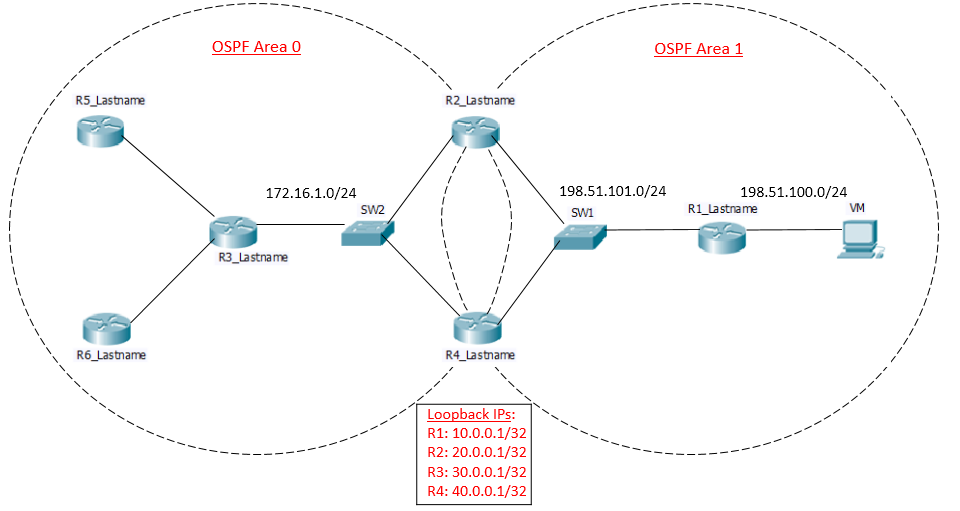 OSPF Area 0
OSPF Area 1
R5_Lastname
R2_Lastname
172.16.1.0/24
198.51.101.0/24
198.51.100.0/24
SW2
SW1
R1_Lastname
VM
R3_Lastname
R6_Lastname
R4_Lastname
Loopback IPs:
R1: 10.0.0.1/32
R2: 20.0.0.1/32
R3: 30.0.0.1/32
R4: 40.0.0.1/32